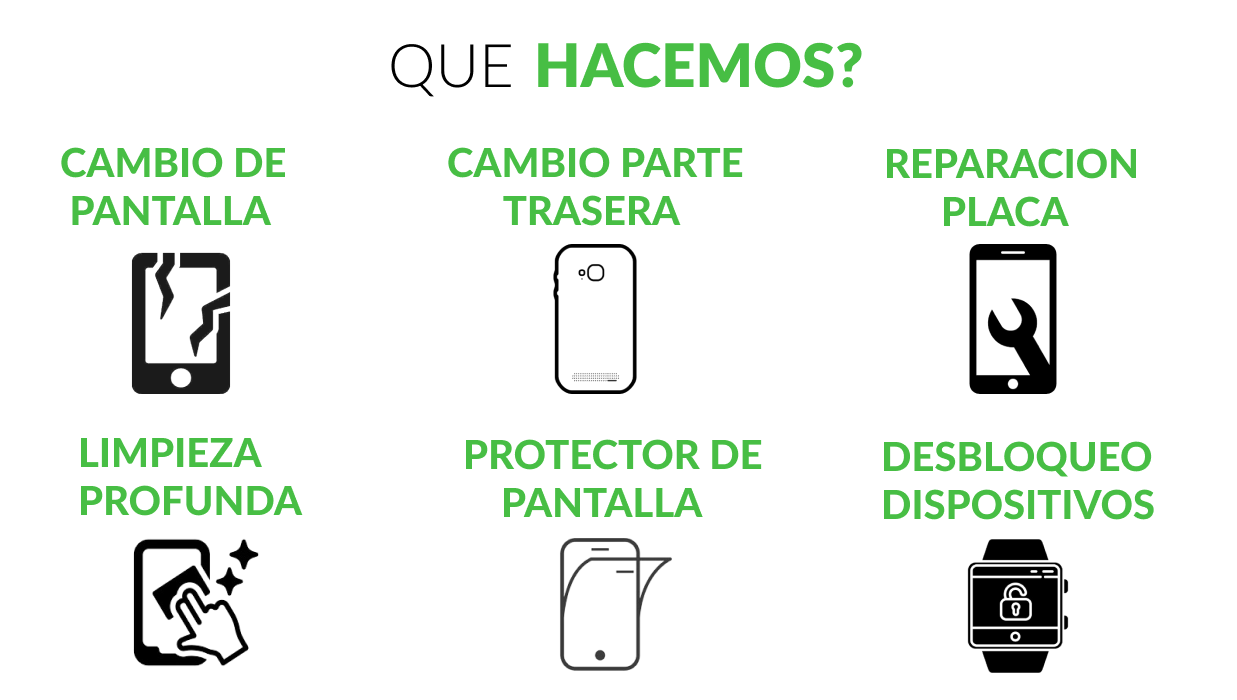 QUE HACEMOS?
CAMBIO DE
PANTALLA
CAMBIO PARTE
TRASERA
REPARACION
PLACA
LIMPIEZA
PROFUNDA
PROTECTOR DE
PANTALLA
DESBLOQUEO
DISPOSITIVOS